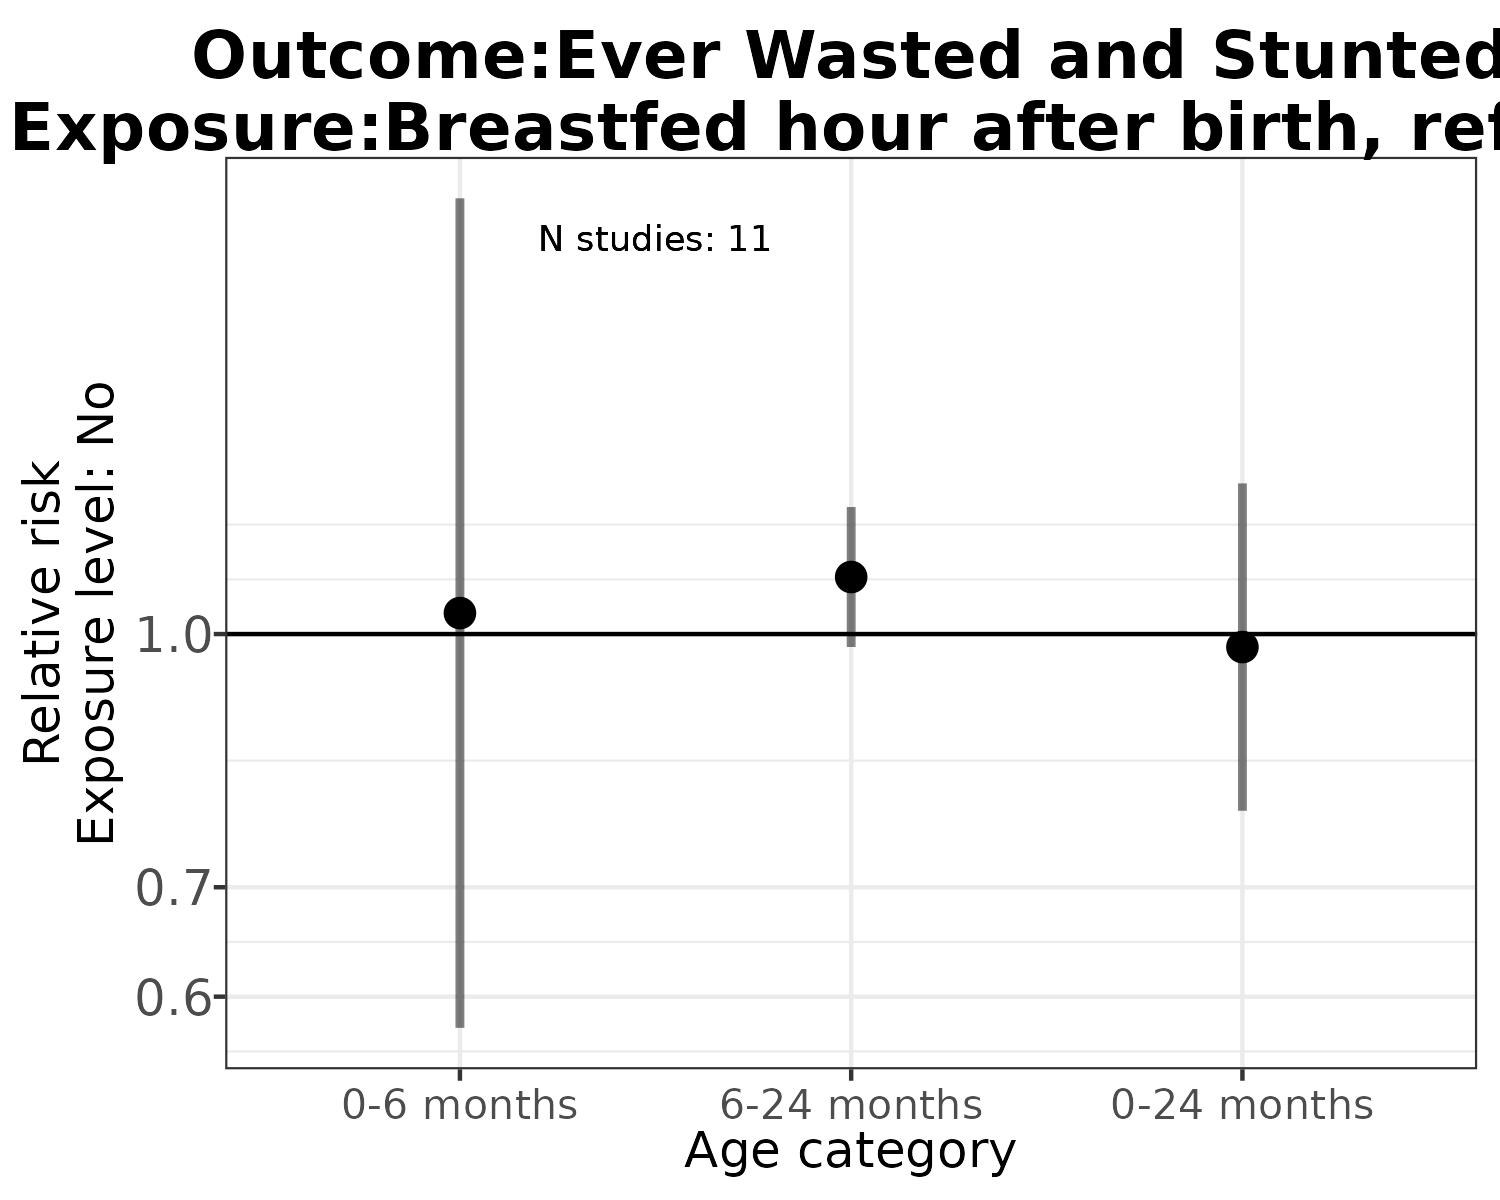 Outcome:Ever Wasted and Stunted
Exposure:Breastfed hour after birth,
N studies: 11
Relative risk
Exposure level: No
1.0
0.7
0.6
0-6 months
6-24 months
0-24 months
Age category